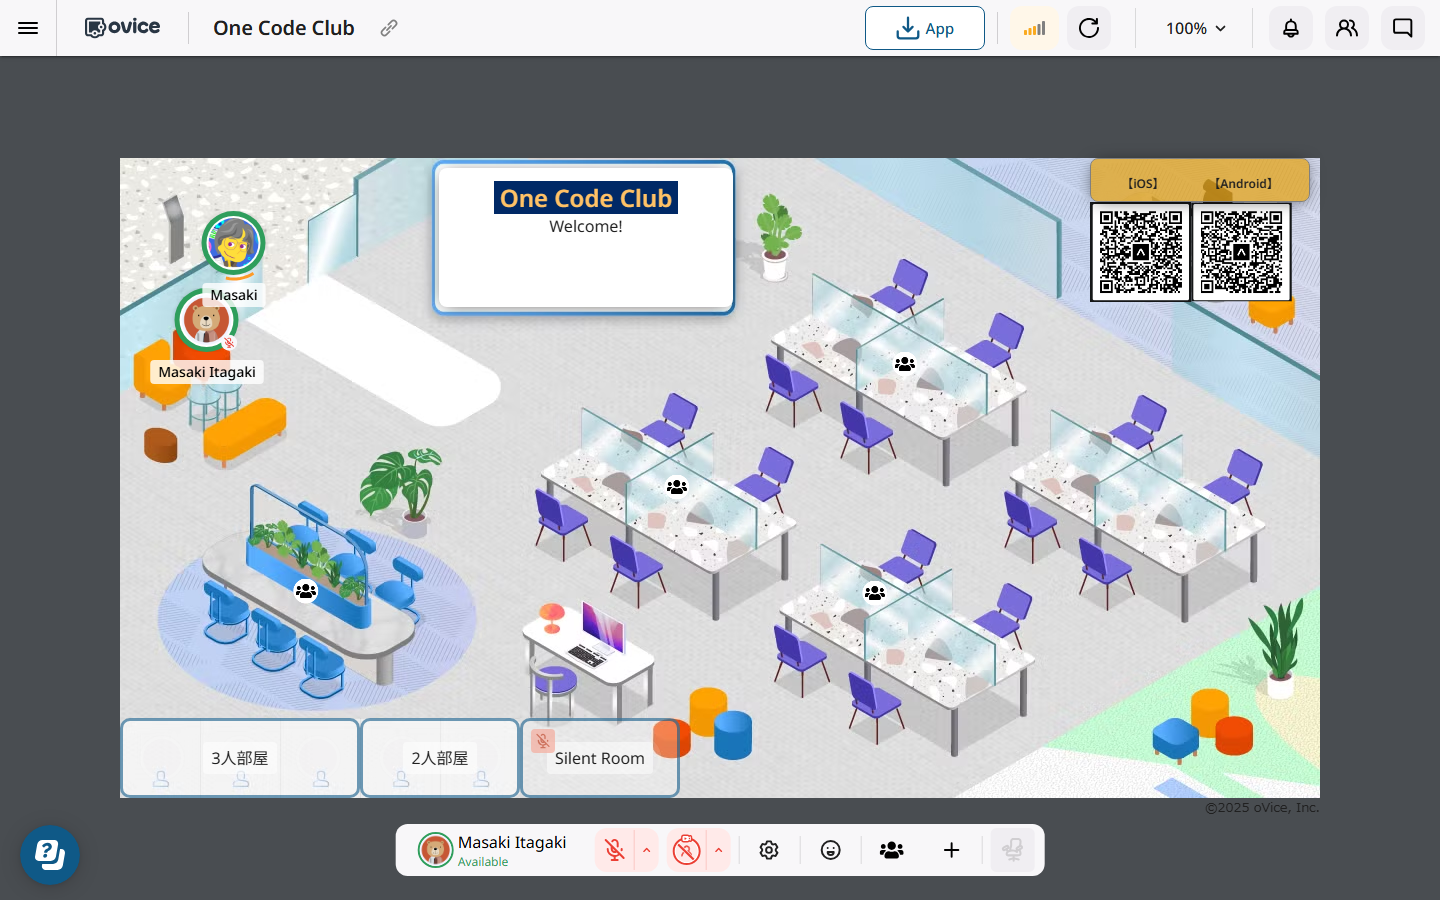 ovice
One Code Club
App
100%
One Code Club
Welcome!
【iOS】
【Android】
Masaki
Masaki Itagaki
3人部屋
2人部屋
Silent Room
©2025 oVice, Inc.
Masaki Itagaki
Available